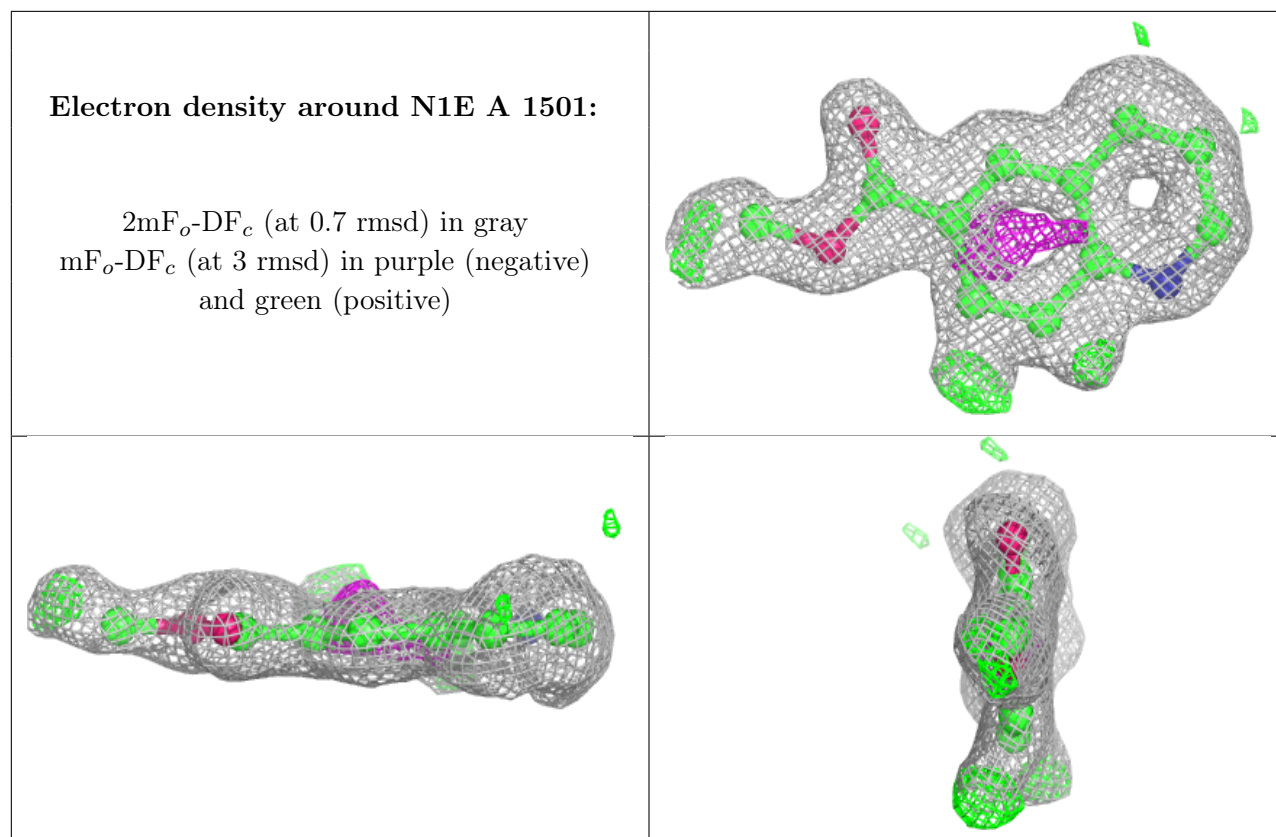 Electron density around N1E A 1501:
2mFo-DFc (at 0.7 rmsd) in gray
mFo-DFc (at 3 rmsd) in purple (negative)
and green (positive)